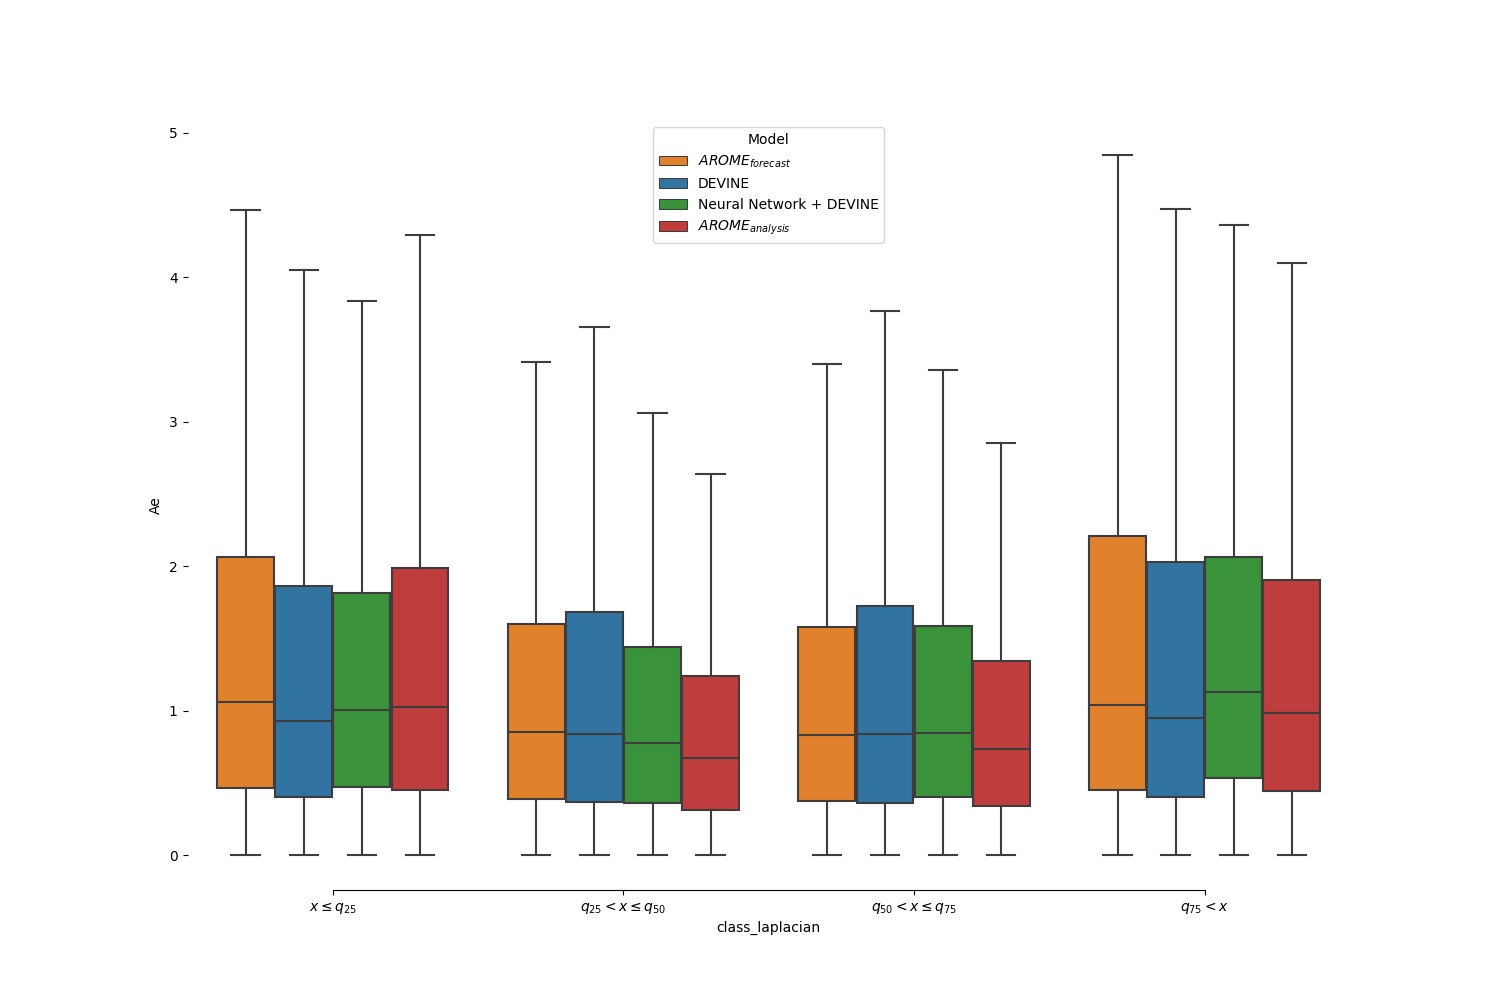 5
4
3
2
1
0
Ae
Model
AROME_forecast
DEVINE
Neural Network + DEVINE
AROME_analysis
x ≤ q₂₅
q₂₅ < x ≤ q₅₀
q₅₀ < x ≤ q₇₅
q₇₅ < x
class_laplacian